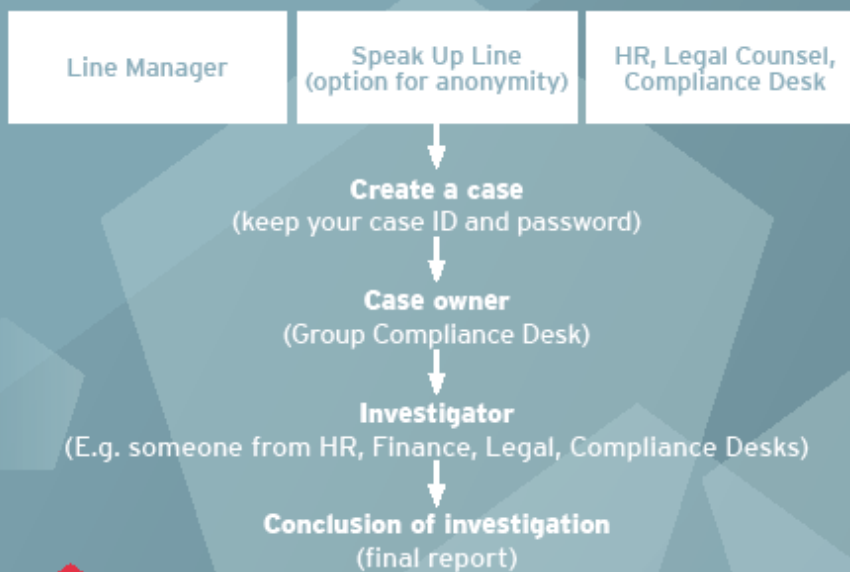 Line Manager
Speak Up Line
(option for anonymity)
HR, Legal Counsel,
Compliance Desk
Create a case
(keep your case ID and password)
Case owner
(Group Compliance Desk)
Investigator
(E.g. someone from HR, Finance, Legal, Compliance Desks)
Conclusion of investigation
(final report)